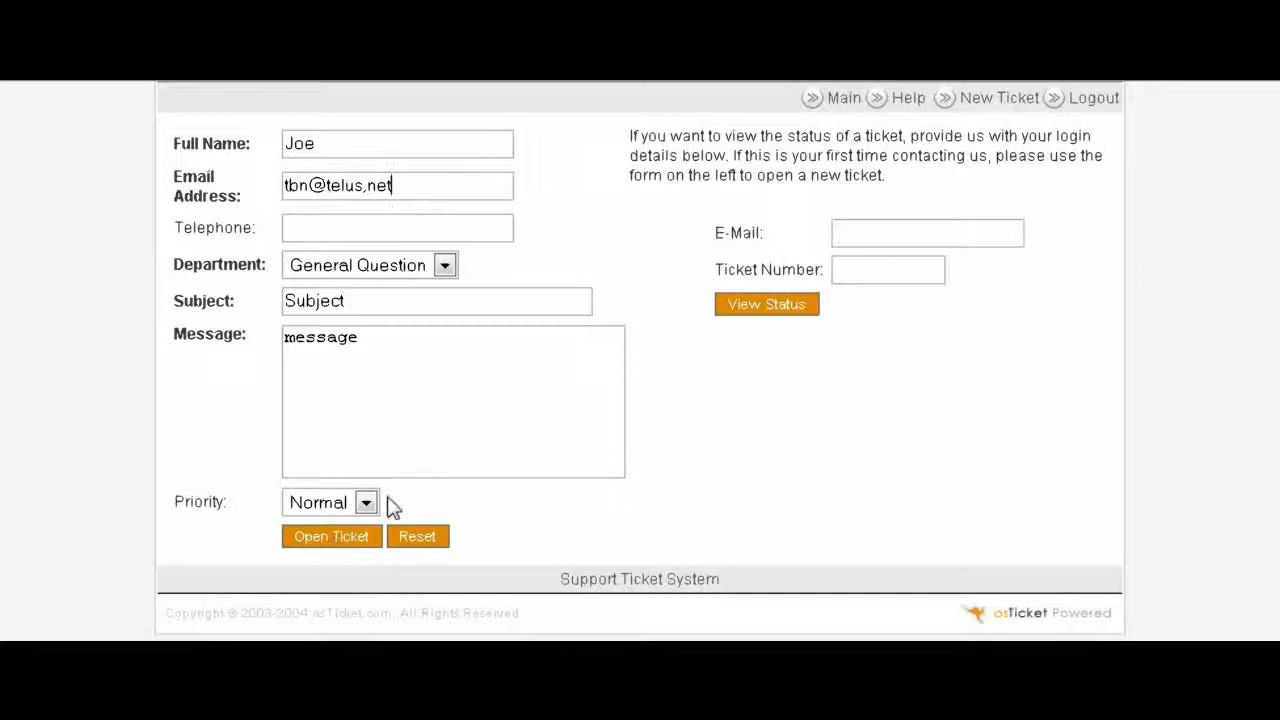 Main Help New Ticket Logout
Full Name: Joe
Email
Address: tbn@telus,net
Telephone:
Department: General Question
Subject: Subject
Message: message
Priority: Normal
Open Ticket Reset
If you want to view the status of a ticket, provide us with your login
details below. If this is your first time contacting us, please use the
form on the left to open a new ticket.
E-Mail:
Ticket Number:
View Status
Support Ticket System
Copyright © 2003-2004 osTicket.com. All Rights Reserved
osTicket Powered